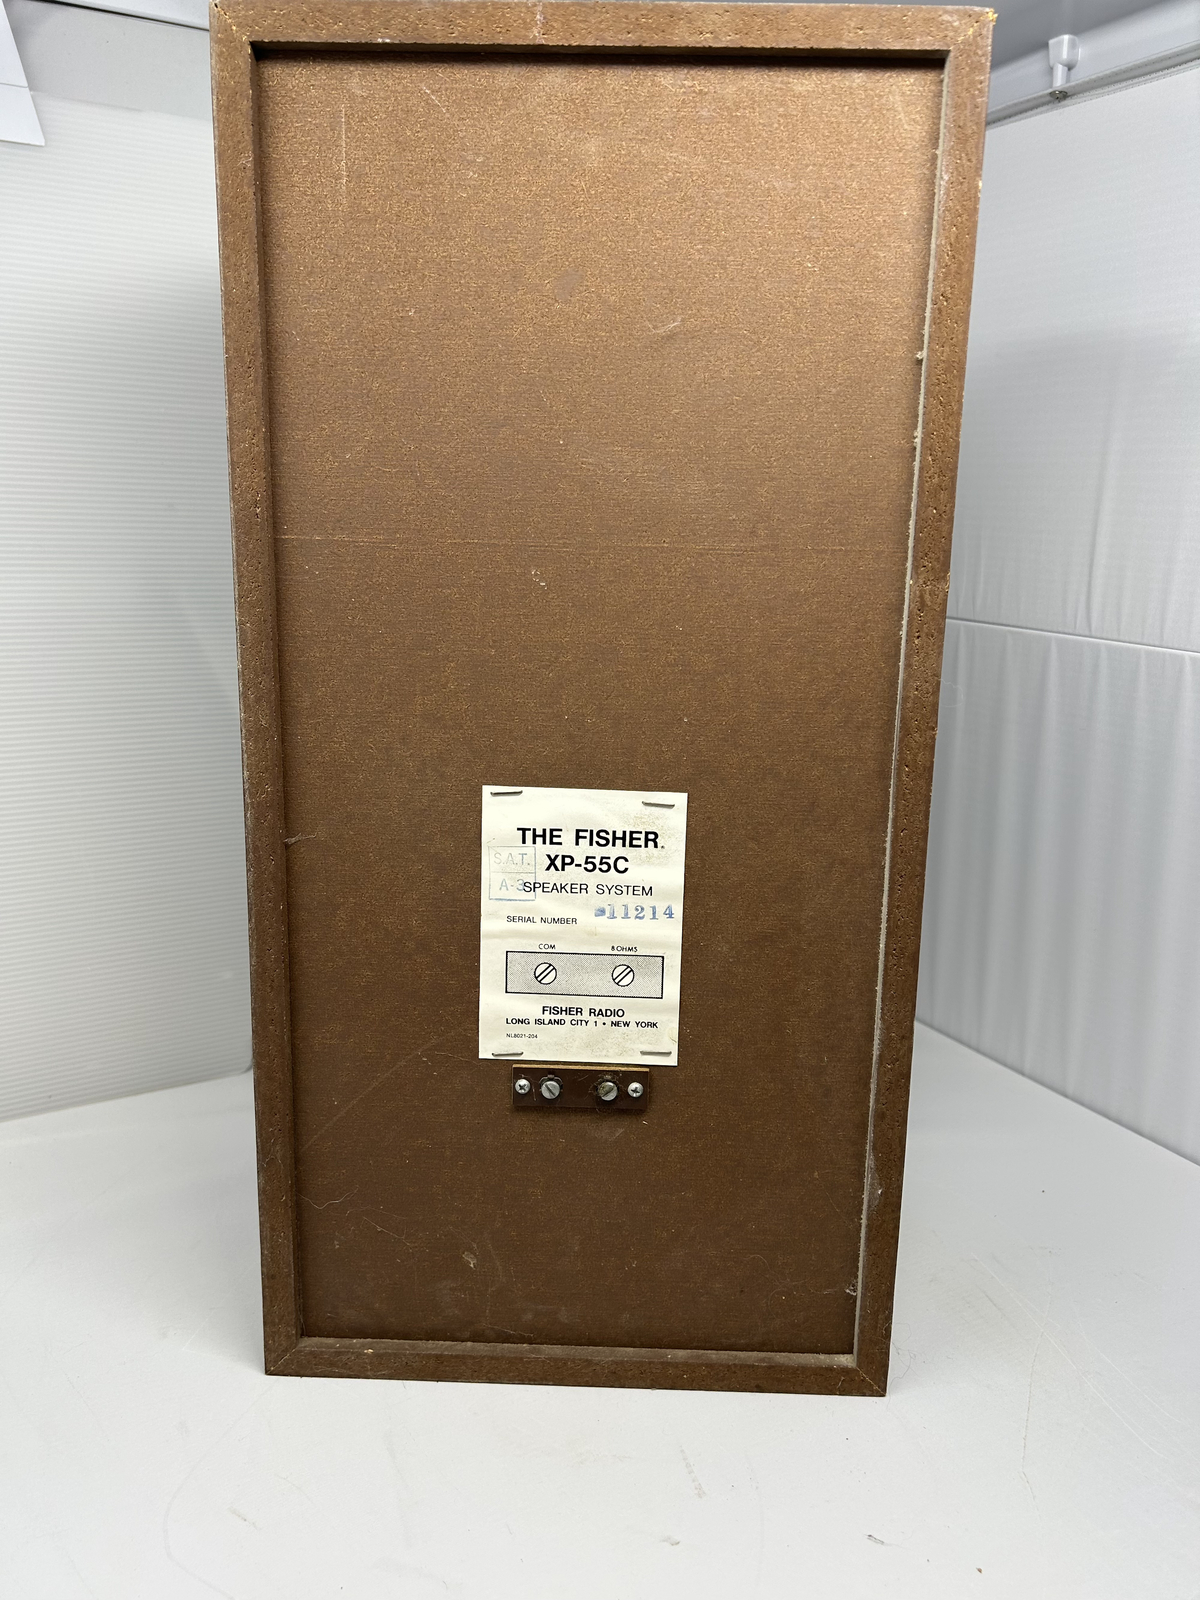 THE FISHER®
XP-55C
S.A.T.
A-3
SPEAKER SYSTEM
SERIAL NUMBER 11214
COM 8 OHMS
FISHER RADIO
LONG ISLAND CITY 1 • NEW YORK
NL8021-204